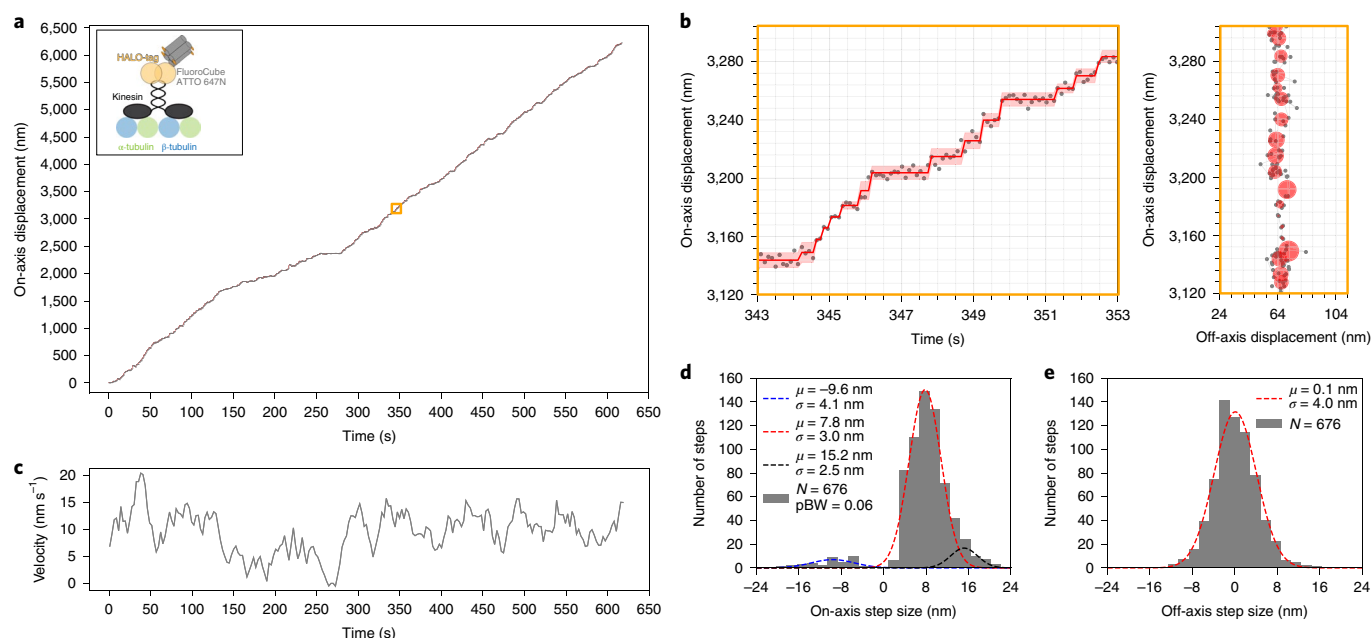 a
6,500
6,000
5,500
5,000
4,500
4,000
3,500
3,000
2,500
2,000
1,500
1,000
500
0
On-axis displacement (nm)
HALO-tag
FluoroCube
ATTO 647N
Kinesin
α-tubulin β-tubulin
0 50 100 150 200 250 300 350 400 450 500 550 600 650
Time (s)
b
3,280
3,240
3,200
3,160
3,120
On-axis displacement (nm)
343 345 347 349 351 353
Time (s)
3,280
3,240
3,200
3,160
3,120
On-axis displacement (nm)
24 64 104
Off-axis displacement (nm)
c
20
15
10
5
0
Velocity (nm s⁻¹)
0 50 100 150 200 250 300 350 400 450 500 550 600 650
Time (s)
d
160
140
120
100
80
60
40
20
0
Number of steps
μ = –9.6 nm
σ = 4.1 nm
μ = 7.8 nm
σ = 3.0 nm
μ = 15.2 nm
σ = 2.5 nm
N = 676
pBW = 0.06
–24 –16 –8 0 8 16 24
On-axis step size (nm)
e
160
140
120
100
80
60
40
20
0
Number of steps
μ = 0.1 nm
σ = 4.0 nm
N = 676
–24 –16 –8 0 8 16 24
Off-axis step size (nm)